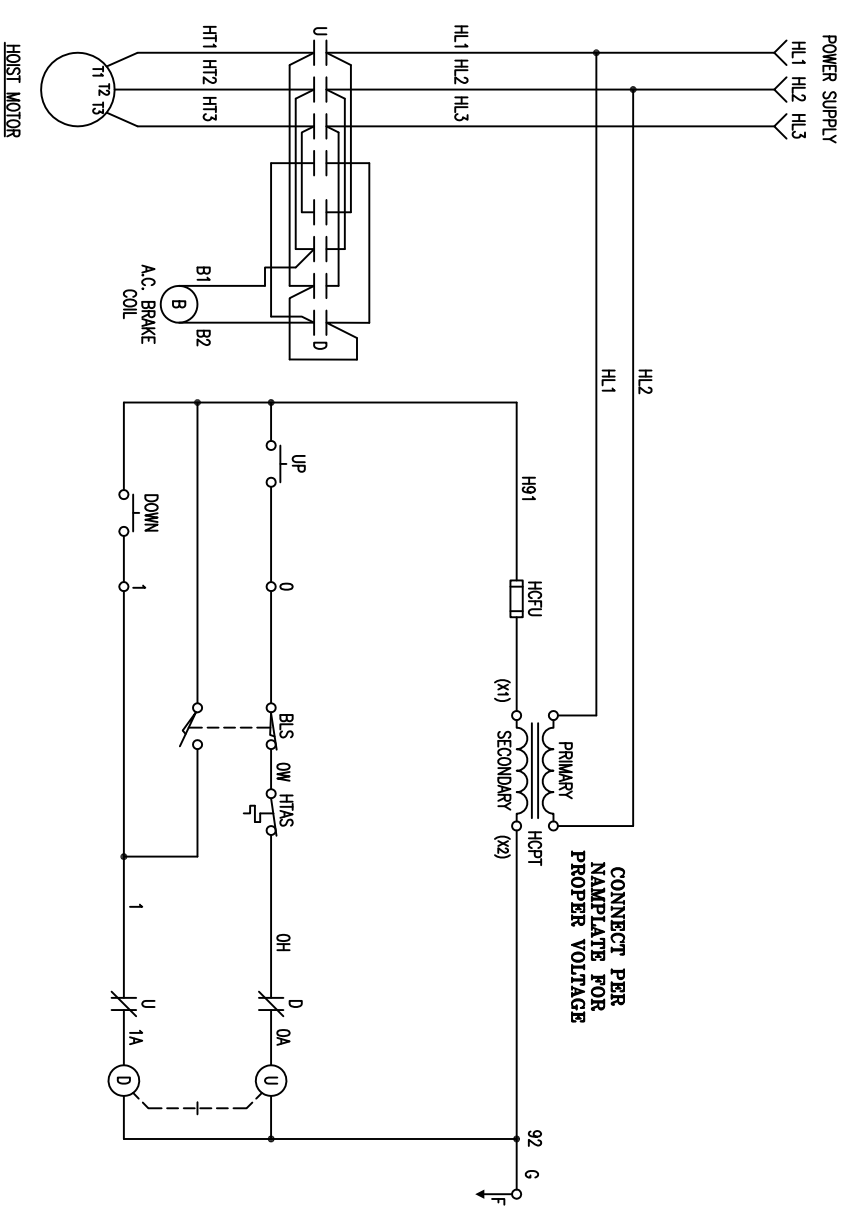 POWER SUPPLY
HL1
HL2
HL3
HL1
HL2
HL3
HL1
HL2
U
D
HT1
HT2
HT3
T1
T2
T3
HOIST MOTOR
B1
B2
B
A.C. BRAKE
COIL
CONNECT PER
NAMPLATE FOR
PROPER VOLTAGE
PRIMARY
SECONDARY
HCPT
(X1)
(X2)
H91
HCFU
92
G
F
UP
0
BLS
0W
HTAS
0H
D
0A
U
DOWN
1
1
U
1A
D